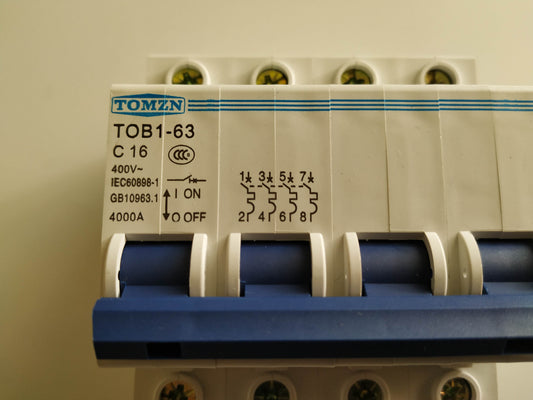 TOMZN
TOB1-63
C 16
CCC
400V~
IEC60898-1
GB10963.1
I ON
4000A
O OFF
1 3 5 7
2 4 6 8